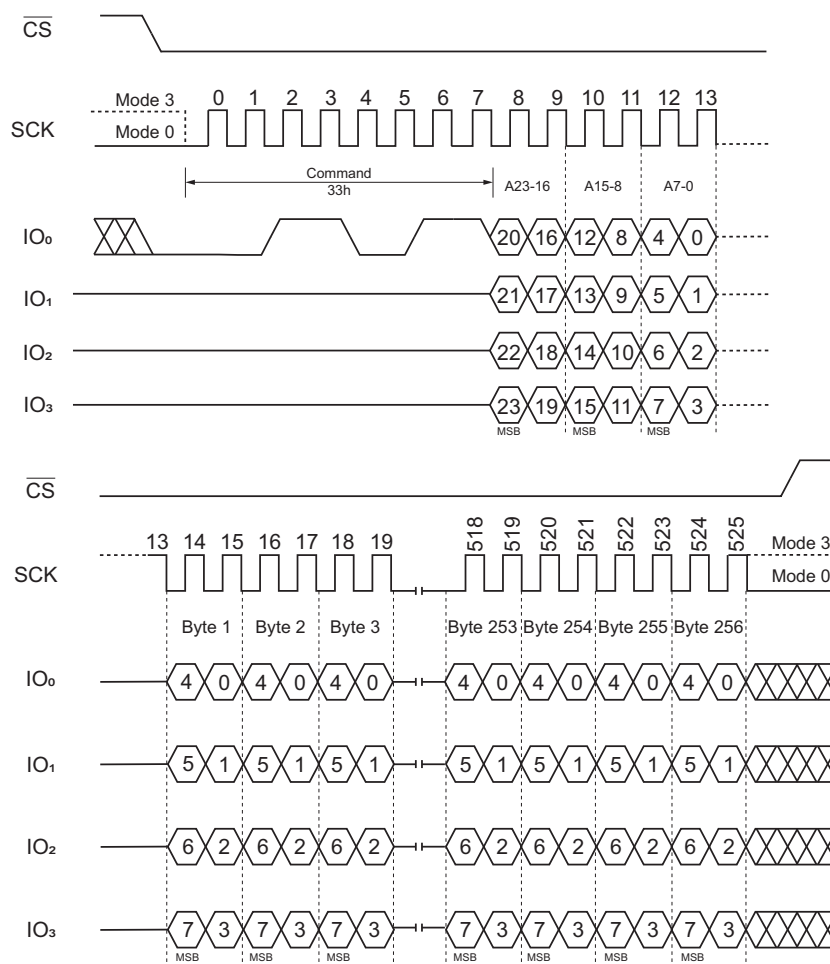 CS
Mode 3 0 1 2 3 4 5 6 7 8 9 10 11 12 13
SCK Mode 0
Command A23-16 A15-8 A7-0
33h
IO₀ 20 16 12 8 4 0
IO₁ 21 17 13 9 5 1
IO₂ 22 18 14 10 6 2
IO₃ 23 19 15 11 7 3
MSB MSB MSB
CS
13 14 15 16 17 18 19 518 519 520 521 522 523 524 525 Mode 3
SCK Mode 0
Byte 1 Byte 2 Byte 3 Byte 253 Byte 254 Byte 255 Byte 256
IO₀ 4 0 4 0 4 0 4 0 4 0 4 0 4 0
IO₁ 5 1 5 1 5 1 5 1 5 1 5 1 5 1
IO₂ 6 2 6 2 6 2 6 2 6 2 6 2 6 2
IO₃ 7 3 7 3 7 3 7 3 7 3 7 3 7 3
MSB MSB MSB MSB MSB MSB MSB